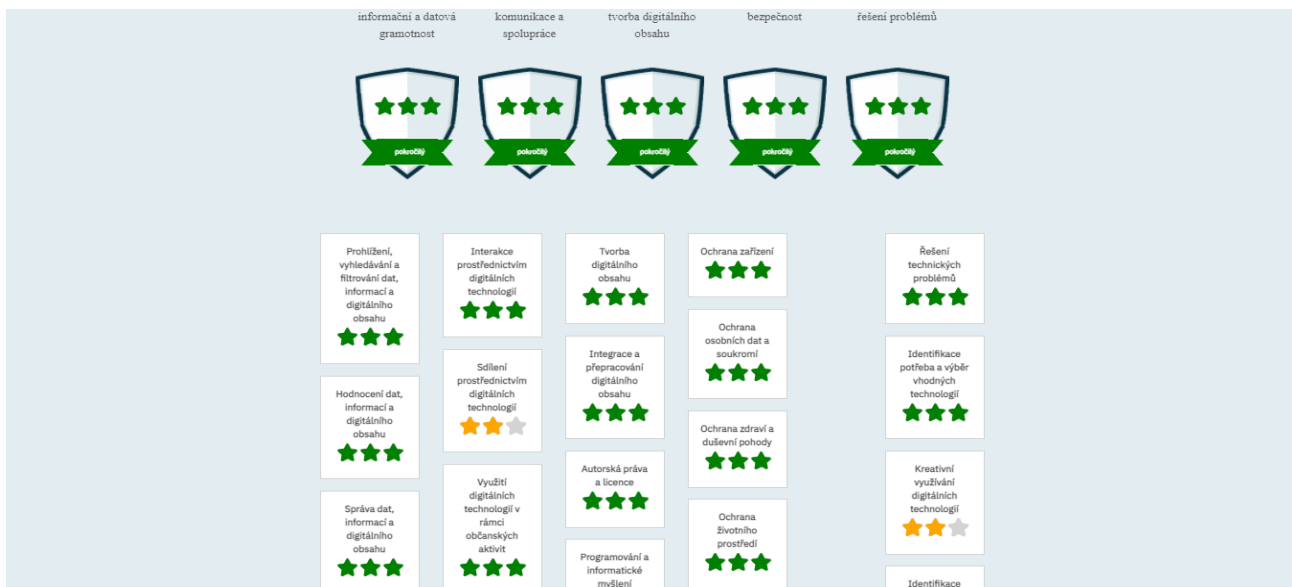 informační a datová
gramotnost
komunikace a
spolupráce
tvorba digitálního
obsahu
bezpečnost
řešení problémů
pokročilý
pokročilý
pokročilý
pokročilý
pokročilý
Prohlížení,
vyhledávání a
filtrování dat,
informací a
digitálního
obsahu
Hodnocení dat,
informací a
digitálního
obsahu
Správa dat,
informací a
digitálního
obsahu
Interakce
prostřednictvím
digitálních
technologií
Sdílení
prostřednictvím
digitálních
technologií
Využití
digitálních
technologií v
rámci
občanských
aktivit
Tvorba
digitálního
obsahu
Integrace a
přepracování
digitálního
obsahu
Autorská práva
a licence
Programování a
informatické
myšlení
Ochrana zařízení
Ochrana
osobních dat a
soukromí
Ochrana zdraví a
duševní pohody
Ochrana
životního
prostředí
Řešení
technických
problémů
Identifikace
potřeba a výběr
vhodných
technologií
Kreativní
využívání
digitálních
technologií
Identifikace